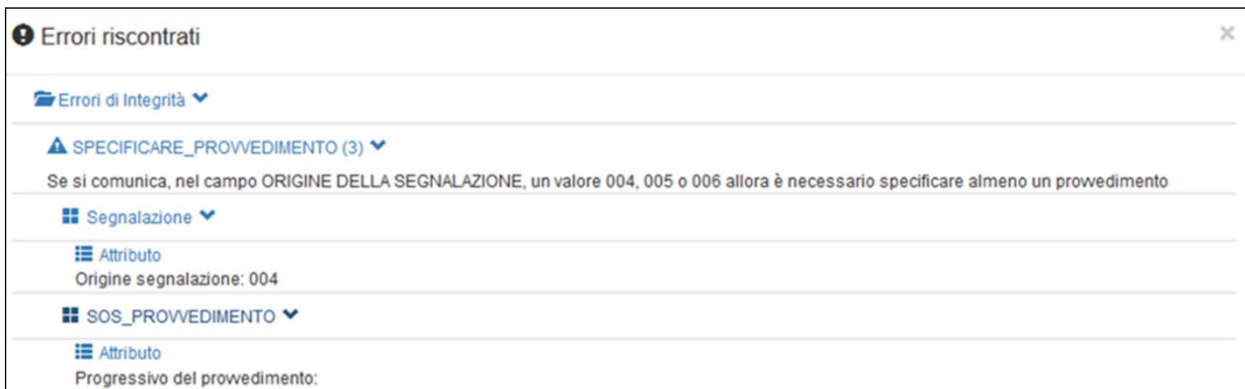 Errori riscontrati
Errori di Integrità
SPECIFICARE_PROVVEDIMENTO (3)
Se si comunica, nel campo ORIGINE DELLA SEGNALAZIONE, un valore 004, 005 o 006 allora è necessario specificare almeno un provvedimento
Segnalazione
Attributo
Origine segnalazione: 004
SOS_PROVVEDIMENTO
Attributo
Progressivo del provvedimento: